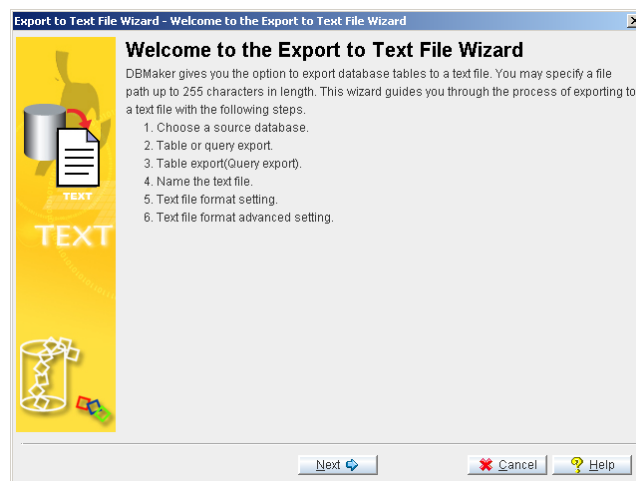 Export to Text File Wizard - Welcome to the Export to Text File Wizard
Welcome to the Export to Text File Wizard
DBMaker gives you the option to export database tables to a text file. You may specify a file
path up to 255 characters in length. This wizard guides you through the process of exporting to
a text file with the following steps.
1. Choose a source database.
2. Table or query export.
3. Table export(Query export).
4. Name the text file.
5. Text file format setting.
6. Text file format advanced setting.
TEXT
TEXT
Next
Cancel
Help